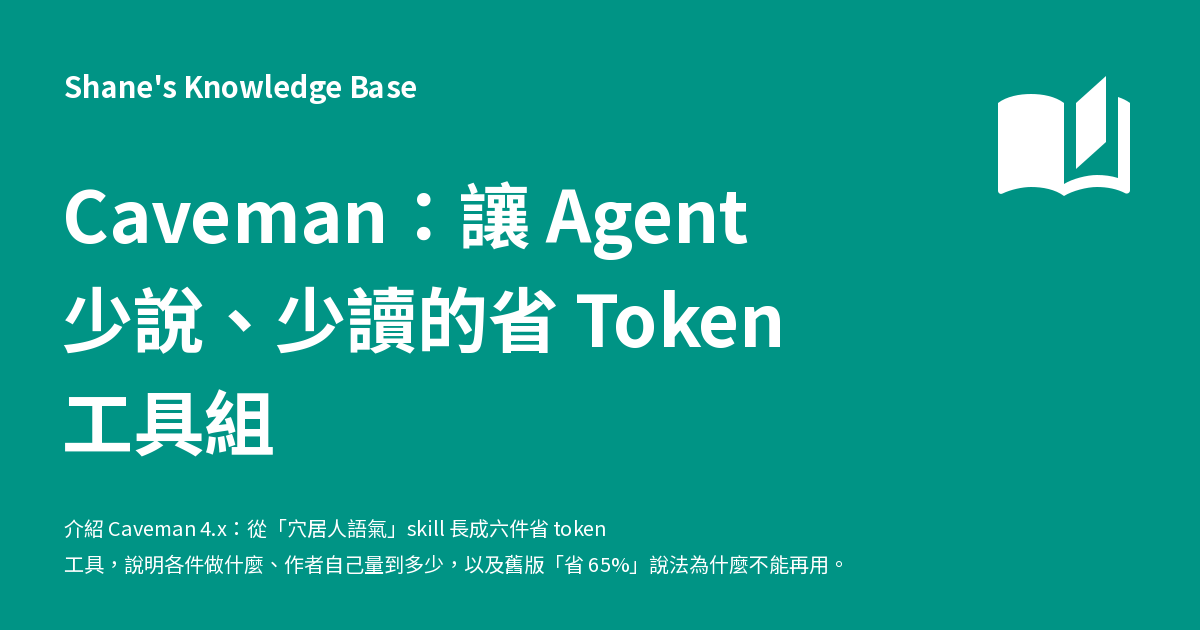 Shane's Knowledge Base
Caveman：讓 Agent
少說、少讀的省 Token
工具組
介紹 Caveman 4.x：從「穴居人語氣」skill 長成六件省 token
工具，說明各件做什麼、作者自己量到多少，以及舊版「省 65%」說法為什麼不能再用。